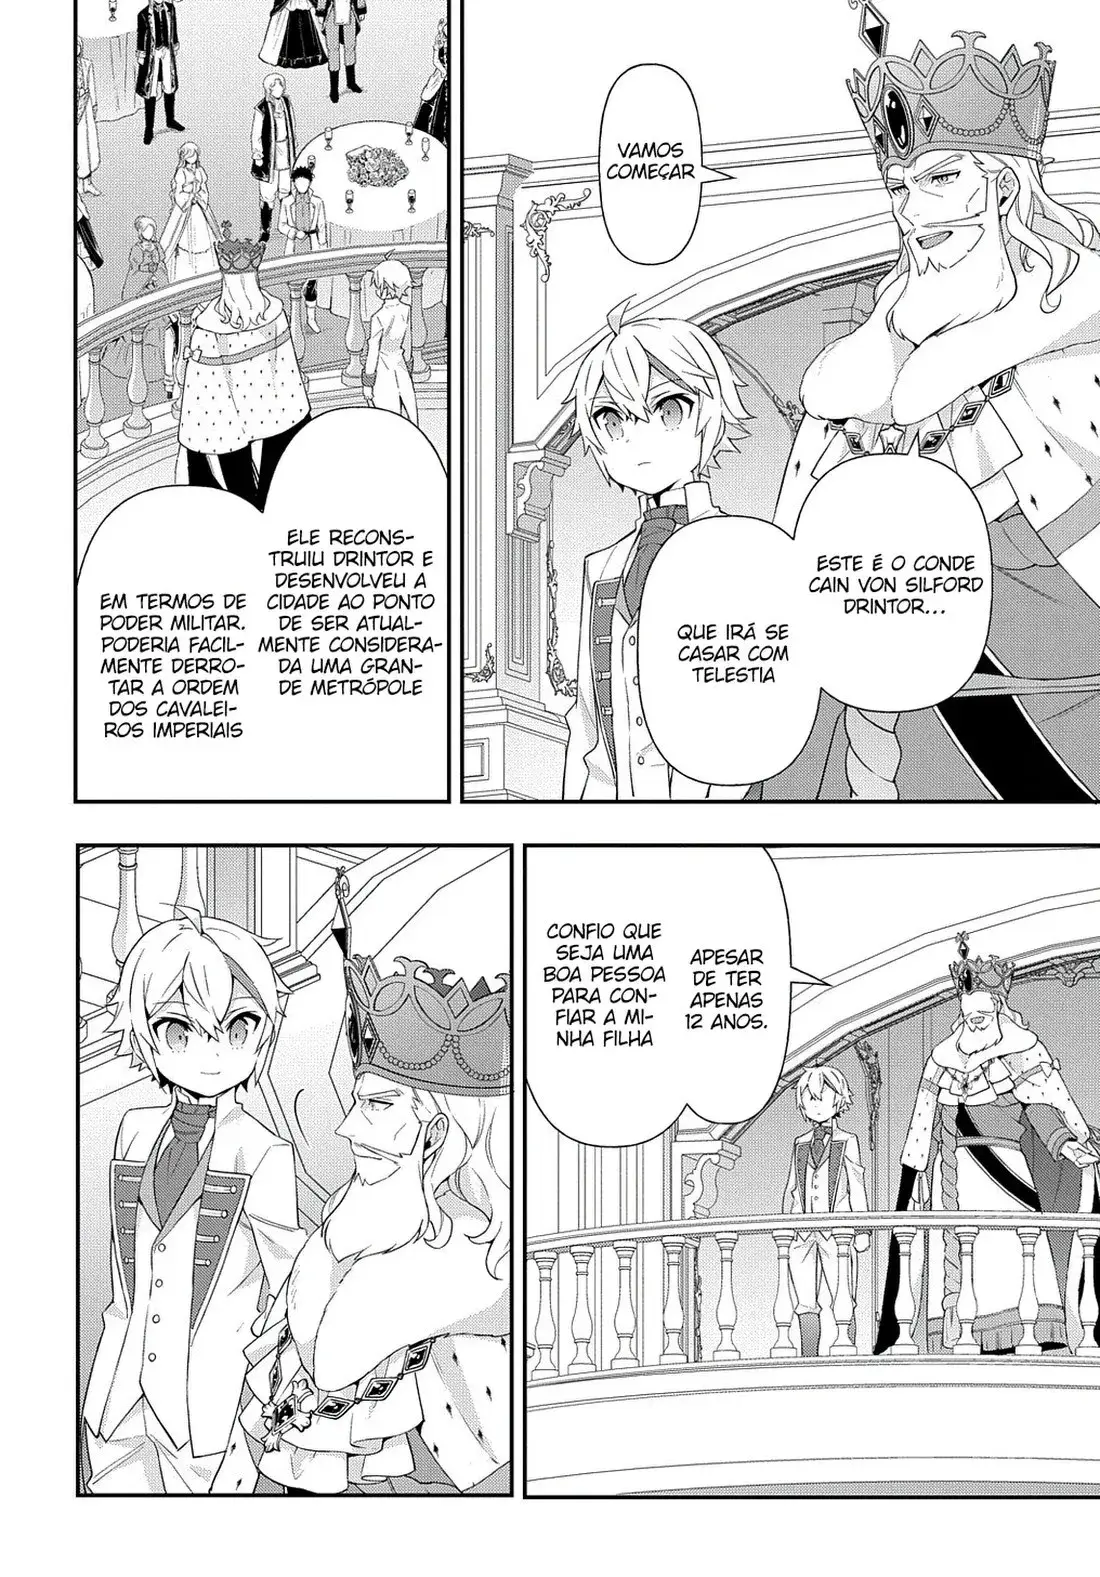 VAMOS
COMEÇAR
ESTE É O CONDE
CAIN VON SILFORD
DRINTOR...
QUE IRÁ SE
CASAR COM
TELESTIA
ELE RECONS-
TRUIU DRINTOR E
DESENVOLVEU A
CIDADE AO PONTO
DE SER ATUAL-
MENTE CONSIDERA-
DA UMA GRAN-
DE METRÓPOLE
EM TERMOS DE
PODER MILITAR.
PODERIA FACIL-
MENTE DERRO-
TAR A ORDEM
DOS CAVALEI-
ROS IMPERIAIS
APESAR
DE TER
APENAS
12 ANOS.
CONFIO QUE
SEJA UMA
BOA PESSOA
PARA CON-
FIAR A MI-
NHA FILHA